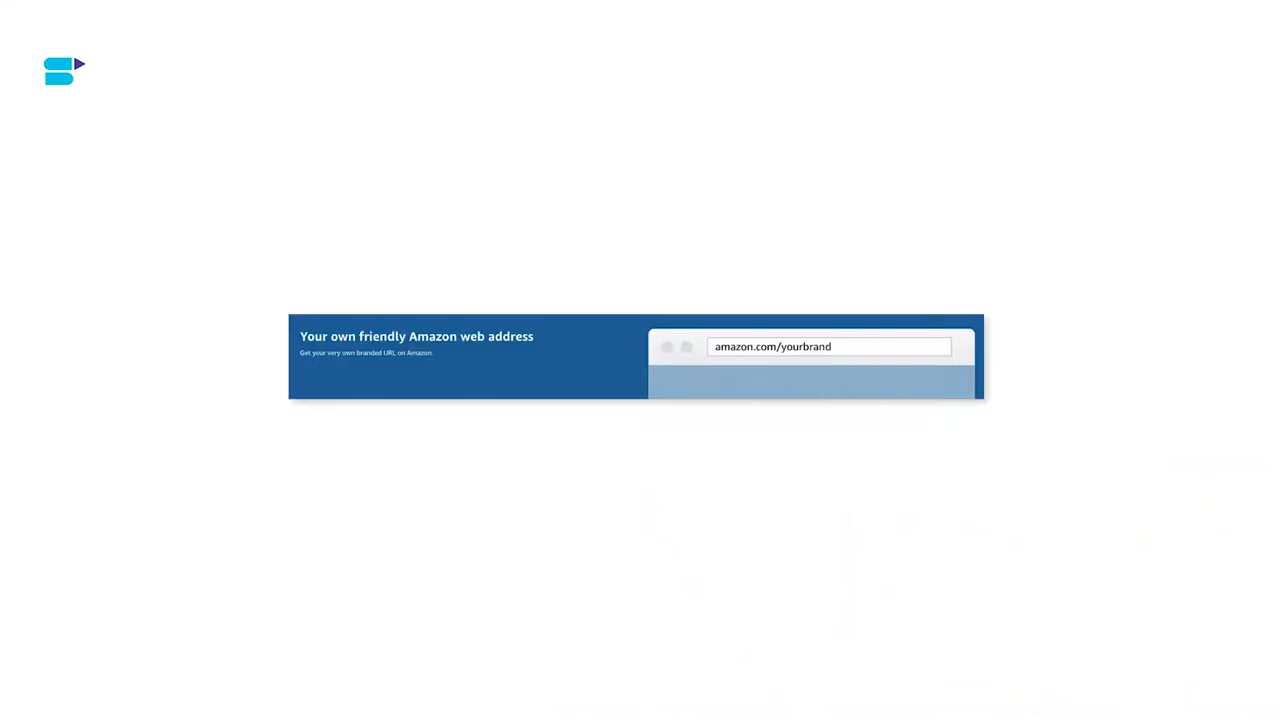 Your own friendly Amazon web address
Get your very own branded URL on Amazon.
amazon.com/yourbrand